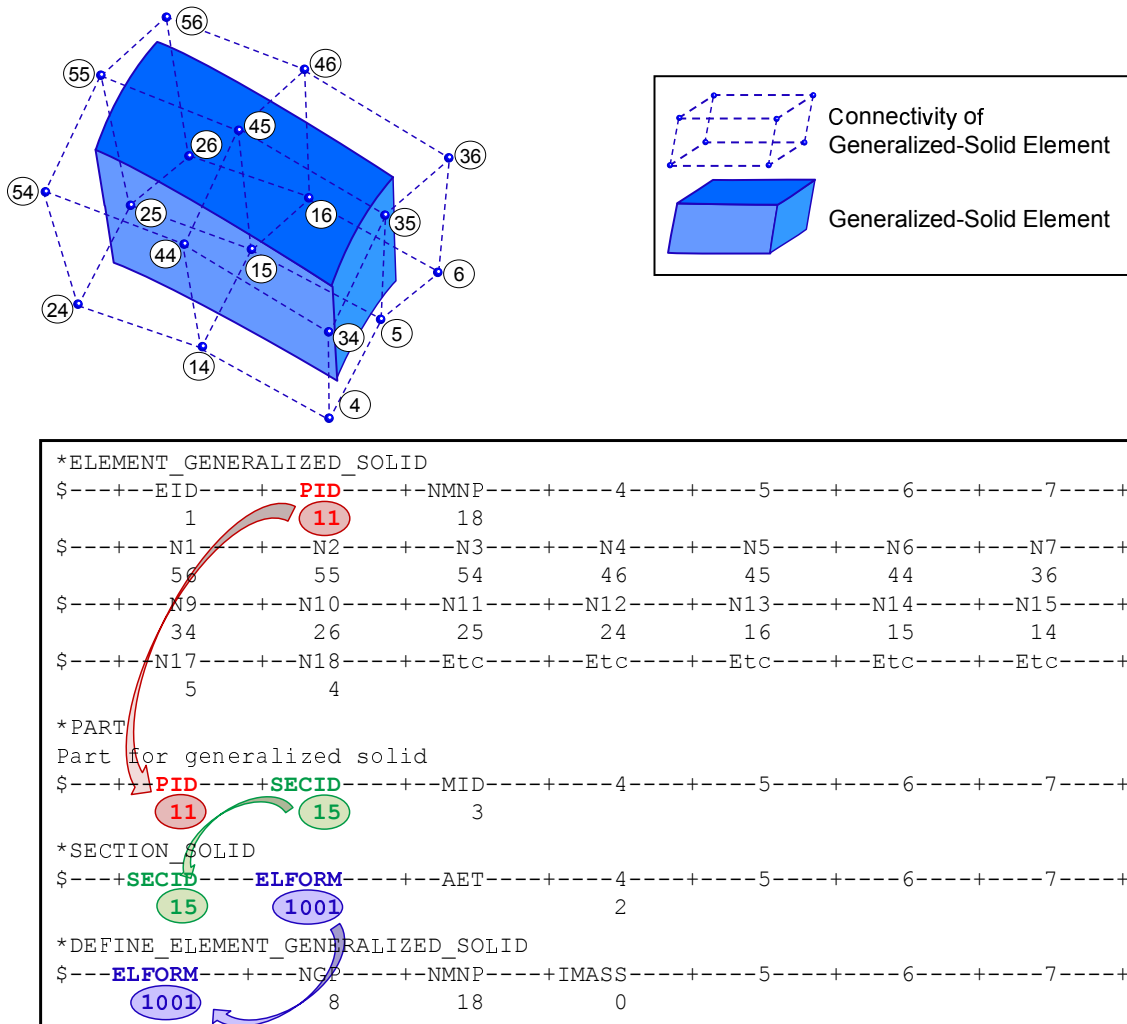 56
46
55
45
26
36
54
25
16
35
44
15
6
24
34
5
14
4
Connectivity of
Generalized-Solid Element
Generalized-Solid Element
*ELEMENT_GENERALIZED_SOLID
$---+--EID----+--PID----+-NMNP----+----4----+----5----+----6----+----7----+
1 11 18
$---+---N1----+---N2----+---N3----+---N4----+---N5----+---N6----+---N7----+
56 55 54 46 45 44 36
$---+---N9----+--N10----+--N11----+--N12----+--N13----+--N14----+--N15----+
34 26 25 24 16 15 14
$---+--N17----+--N18----+--Etc----+--Etc----+--Etc----+--Etc----+--Etc----+
5 4
*PART
Part for generalized solid
$---+--PID----+SECID----+--MID----+----4----+----5----+----6----+----7----+
11 15 3
*SECTION_SOLID
$---+SECID----ELFORM----+--AET----+----4----+----5----+----6----+----7----+
15 1001 2
*DEFINE_ELEMENT_GENERALIZED_SOLID
$---ELFORM----+--NGP----+-NMNP----+IMASS----+----5----+----6----+----7----+
1001 8 18 0